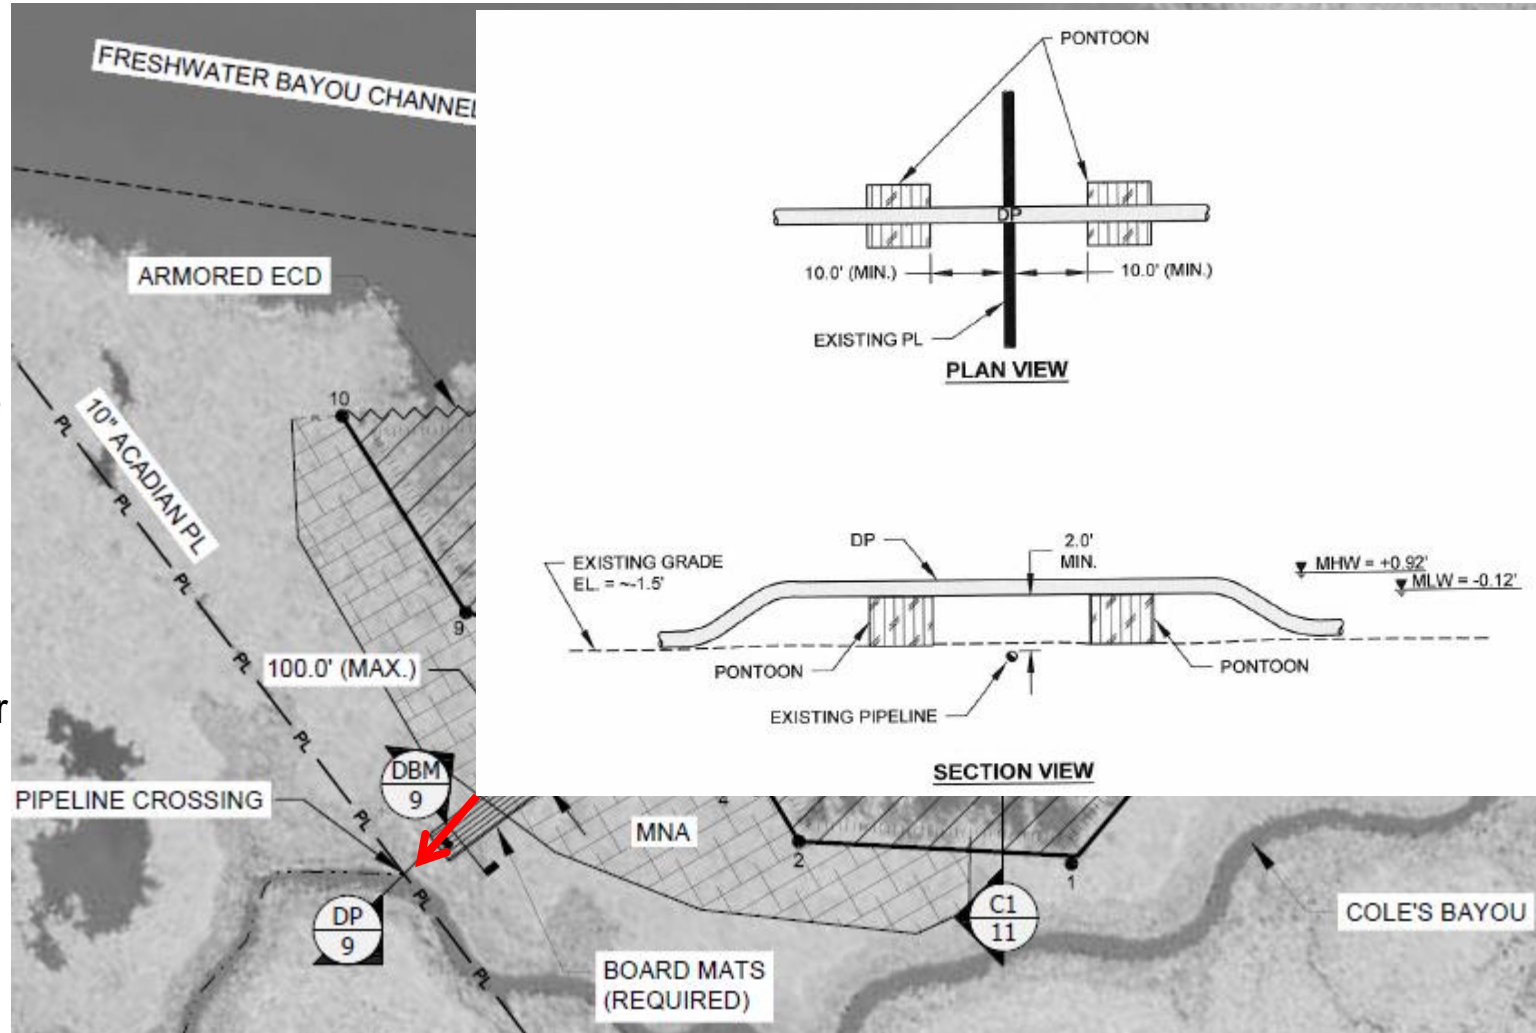 FRESHWATER BAYOU CHANNEL
ARMORED ECD
10
10" ACADIAN PL
PL
PL
PL
PL
PL
PL
PL
9
100.0' (MAX.)
r
DBM
9
PIPELINE CROSSING
DP
9
MNA
4
2
1
C1
11
COLE'S BAYOU
BOARD MATS
(REQUIRED)
PONTOON
DP
10.0' (MIN.)
10.0' (MIN.)
EXISTING PL
PLAN VIEW
DP
2.0'
MIN.
EXISTING GRADE
EL. = ~-1.5'
MHW = +0.92'
MLW = -0.12'
PONTOON
PONTOON
EXISTING PIPELINE
SECTION VIEW